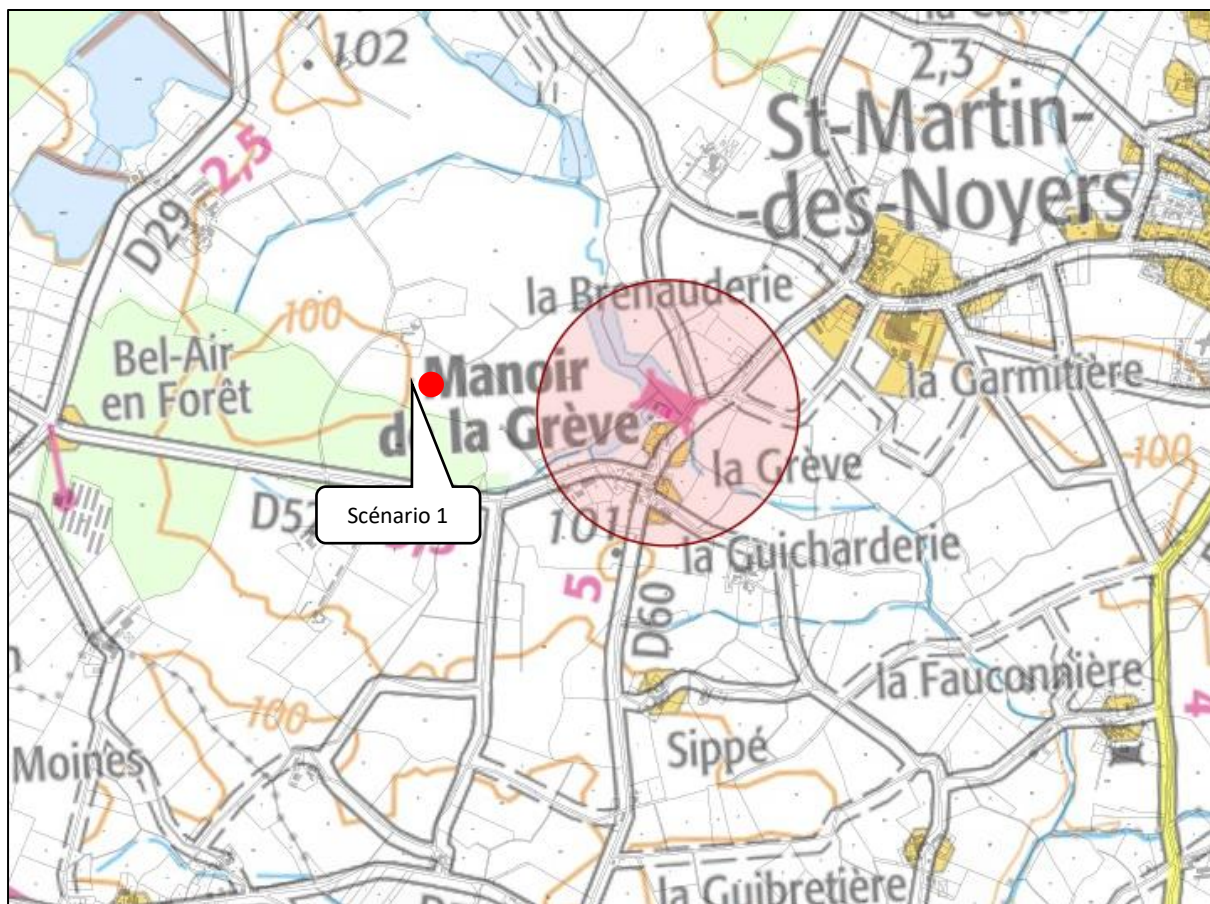 102
2,3
St-Martin-
-des-Noyers
2,5
D29
la Brenauderie
100
Bel-Air
en Forêt
Manoir
de la Grève
la Garmitière
la Grève
100
Scénario 1
101
la Guicharderie
5
D60
la Fauconnière
4
100
Sippé
Moines
la Guibretière